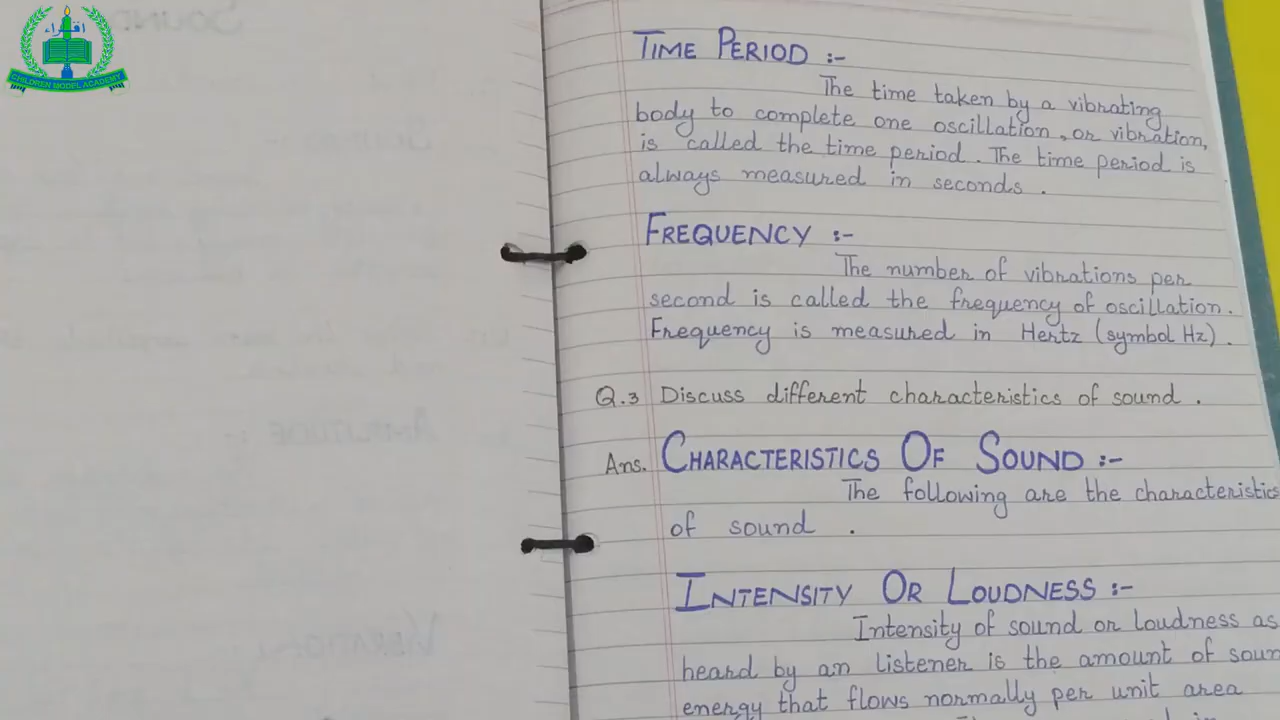 اقراء
CHILDREN MODEL ACADEMY
TIME PERIOD :-
The time taken by a vibrating
body to complete one oscillation, or vibration,
is called the time period. The time period is
always measured in seconds.
FREQUENCY :-
The number of vibrations per
second is called the frequency of oscillation.
Frequency is measured in Hertz (symbol Hz).
Q.3 Discuss different characteristics of sound.
Ans. CHARACTERISTICS OF SOUND :-
The following are the characteristics
of sound .
INTENSITY OR LOUDNESS :-
Intensity of sound or loudness as
heard by an listener is the amount of soun
energy that flows normally per unit area